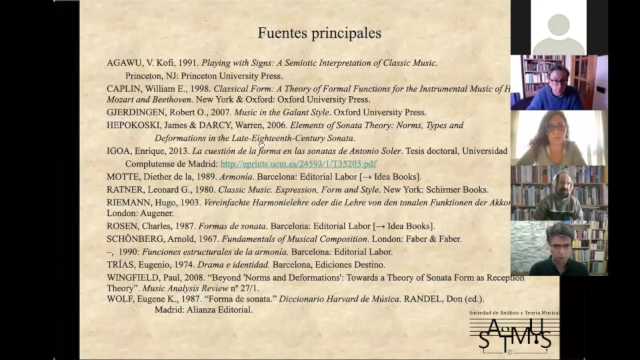 Fuentes principales
AGAWU, V. Kofi, 1991. Playing with Signs: A Semiotic Interpretation of Classic Music.
Princeton, NJ: Princeton University Press.
CAPLIN, William E., 1998. Classical Form: A Theory of Formal Functions for the Instrumental Music of H
Mozart and Beethoven. New York & Oxford: Oxford University Press.
GJERDINGEN, Robert O., 2007. Music in the Galant Style. Oxford University Press.
HEPOKOSKI, James & DARCY, Warren, 2006. Elements of Sonata Theory: Norms, Types and
Deformations in the Late-Eighteenth-Century Sonata.
IGOA, Enrique, 2013. La cuestión de la forma en las sonatas de Antonio Soler. Tesis doctoral, Universidad
Complutense de Madrid: http://eprints.ucm.es/24593/1/T35203.pdf
MOTTE, Diether de la, 1989. Armonía. Barcelona: Editorial Labor [→ Idea Books].
RATNER, Leonard G., 1980. Classic Music. Expression, Form and Style. New York: Schirmer Books.
RIEMANN, Hugo, 1903. Vereinfachte Harmonielehre oder die Lehre von den tonalen Funktionen der Akkor
London: Augener.
ROSEN, Charles, 1987. Formas de sonata. Barcelona: Editorial Labor [→ Idea Books].
SCHÖNBERG, Arnold, 1967. Fundamentals of Musical Composition. London: Faber & Faber.
–, 1990. Funciones estructurales de la armonía. Barcelona: Editorial Labor.
TRÍAS, Eugenio, 1974. Drama e identidad. Barcelona, Ediciones Destino.
WINGFIELD, Paul, 2008. “Beyond 'Norms and Deformations': Towards a Theory of Sonata Form as Reception
Theory”. Music Analysis Review nº 27/1.
WOLF, Eugene K., 1987. “Forma de sonata.” Diccionario Harvard de Música. RANDEL, Don (ed.).
Madrid: Alianza Editorial.
Sociedad de Análisis y Teoría Musical